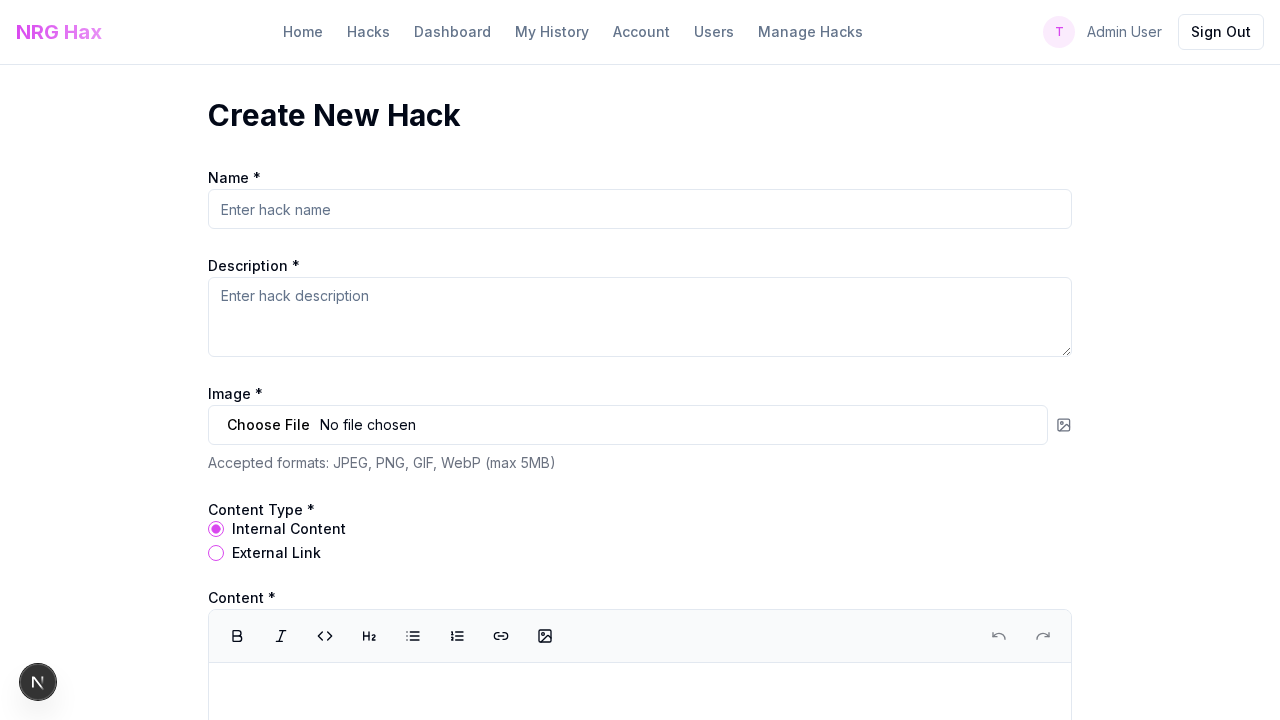 NRG Hax
Home
Hacks
Dashboard
My History
Account
Users
Manage Hacks
T
Admin User
Sign Out
Create New Hack
Name *
Enter hack name
Description *
Enter hack description
Image *
Choose File No file chosen
Accepted formats: JPEG, PNG, GIF, WebP (max 5MB)
Content Type *
Internal Content
External Link
Content *
B
I
H2
N